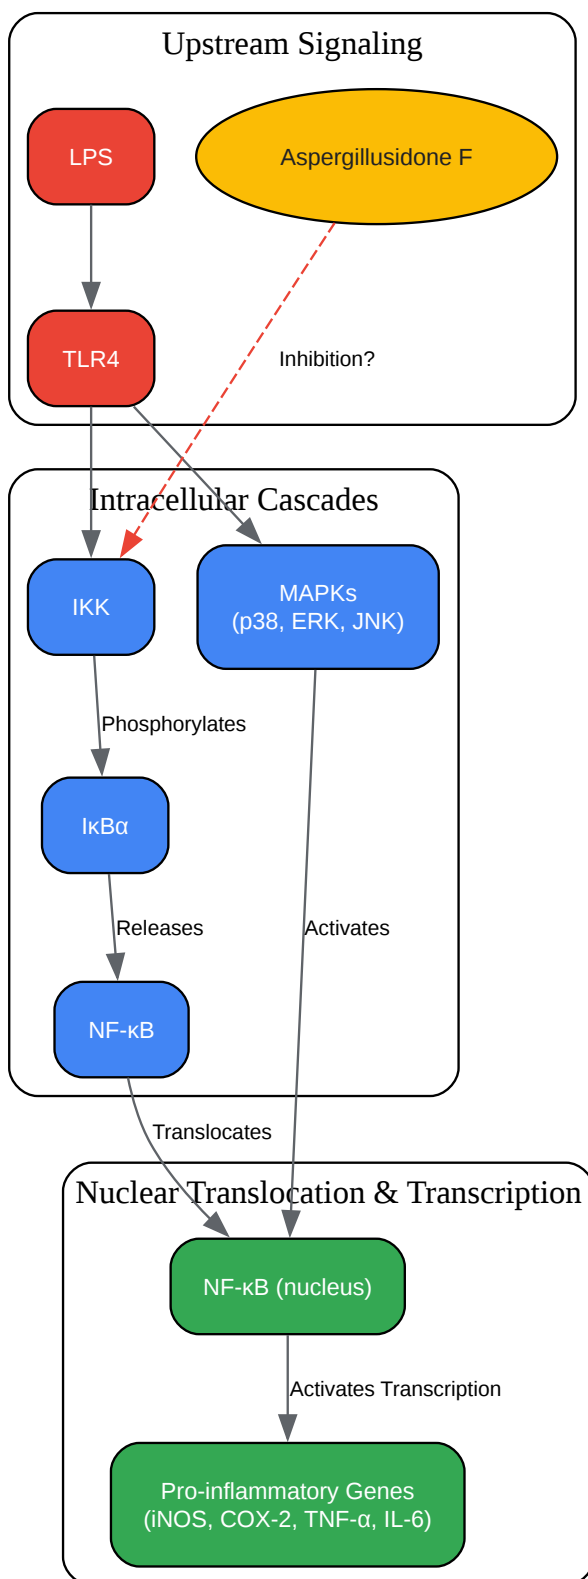 Upstream Signaling
LPS
Aspergillusidone F
TLR4
Inhibition?
Intracellular Cascades
IKK
MAPKs
(p38, ERK, JNK)
Phosphorylates
IκBα
Releases
Activates
NF-κB
Translocates
Nuclear Translocation & Transcription
NF-κB (nucleus)
Activates Transcription
Pro-inflammatory Genes
(iNOS, COX-2, TNF-α, IL-6)